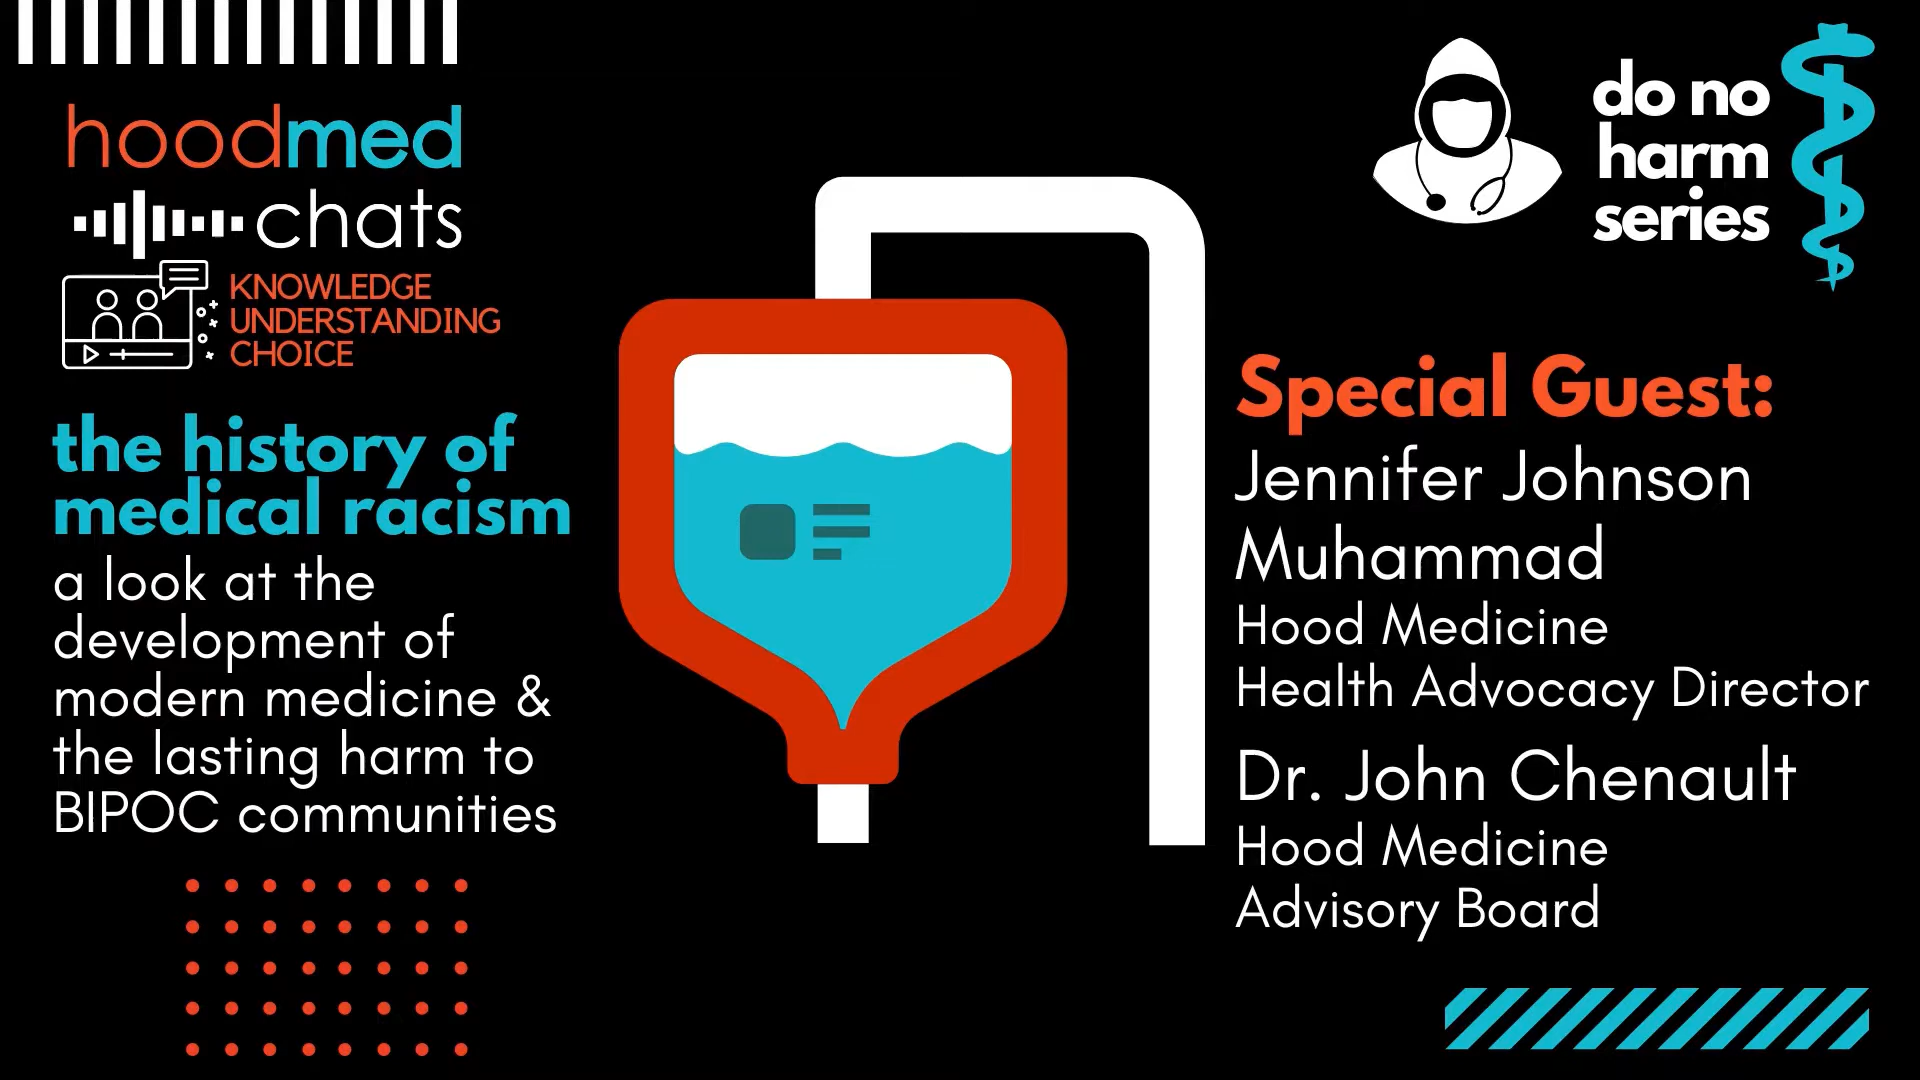 hoodmed
chats
KNOWLEDGE
UNDERSTANDING
CHOICE
the history of
medical racism
a look at the
development of
modern medicine &
the lasting harm to
BIPOC communities
do no
harm
series
Special Guest:
Jennifer Johnson
Muhammad
Hood Medicine
Health Advocacy Director
Dr. John Chenault
Hood Medicine
Advisory Board